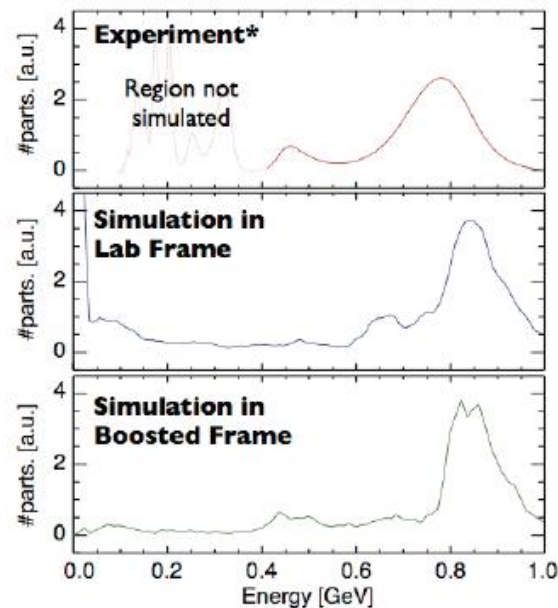 Experiment*
Region not
simulated
#parts. [a.u.]
4
2
0
Simulation in
Lab Frame
#parts. [a.u.]
4
2
0
Simulation in
Boosted Frame
#parts. [a.u.]
4
2
0
0.0 0.2 0.4 0.6 0.8 1.0
Energy [GeV]